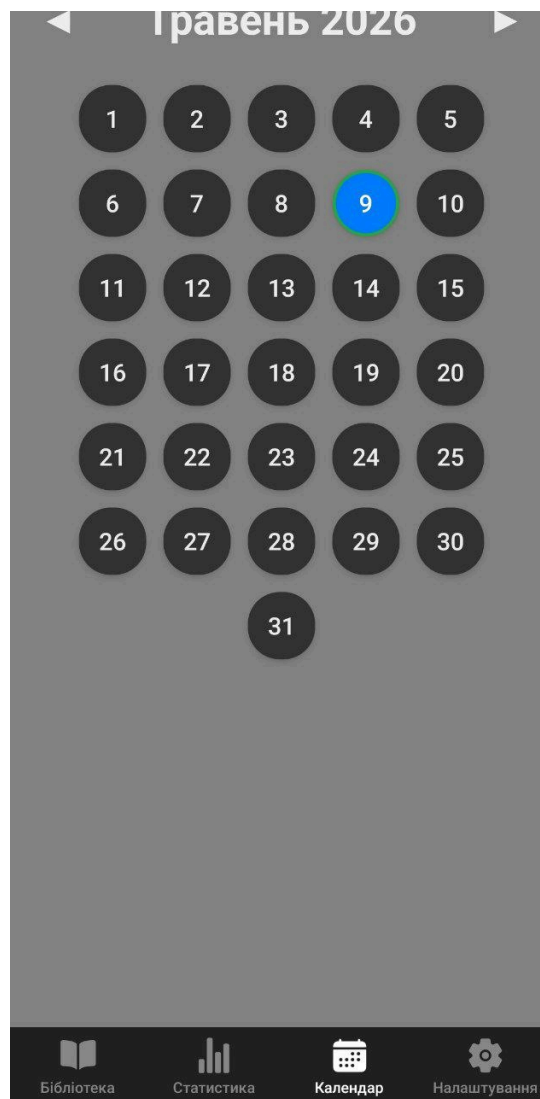 ◀ Травень 2026 ▶
1 2 3 4 5
6 7 8 9 10
11 12 13 14 15
16 17 18 19 20
21 22 23 24 25
26 27 28 29 30
31
Бібліотека Статистика Календар Налаштування